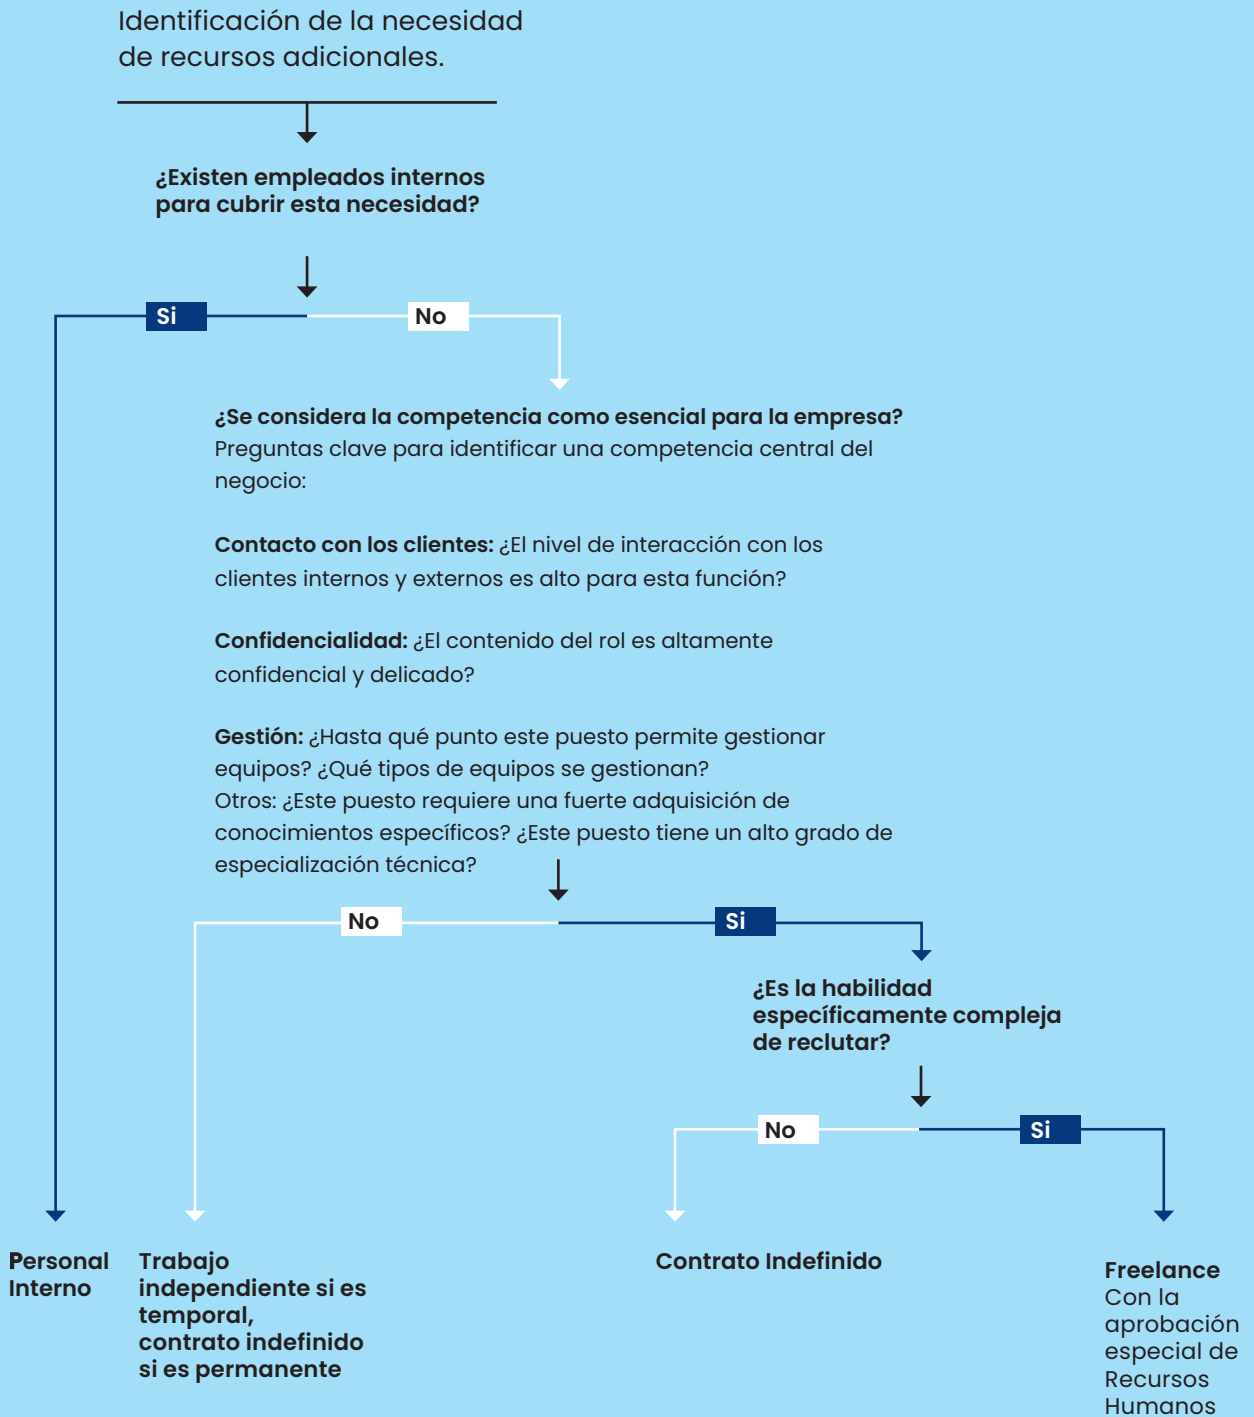 Identificación de la necesidad
de recursos adicionales.
¿Existen empleados internos
para cubrir esta necesidad?
Si
No
¿Se considera la competencia como esencial para la empresa?
Preguntas clave para identificar una competencia central del
negocio:
Contacto con los clientes: ¿El nivel de interacción con los
clientes internos y externos es alto para esta función?
Confidencialidad: ¿El contenido del rol es altamente
confidencial y delicado?
Gestión: ¿Hasta qué punto este puesto permite gestionar
equipos? ¿Qué tipos de equipos se gestionan?
Otros: ¿Este puesto requiere una fuerte adquisición de
conocimientos específicos? ¿Este puesto tiene un alto grado de
especialización técnica?
No
Si
¿Es la habilidad
específicamente compleja
de reclutar?
No
Si
Personal
Interno
Trabajo
independiente si es
temporal,
contrato indefinido
si es permanente
Contrato Indefinido
Freelance
Con la
aprobación
especial de
Recursos
Humanos